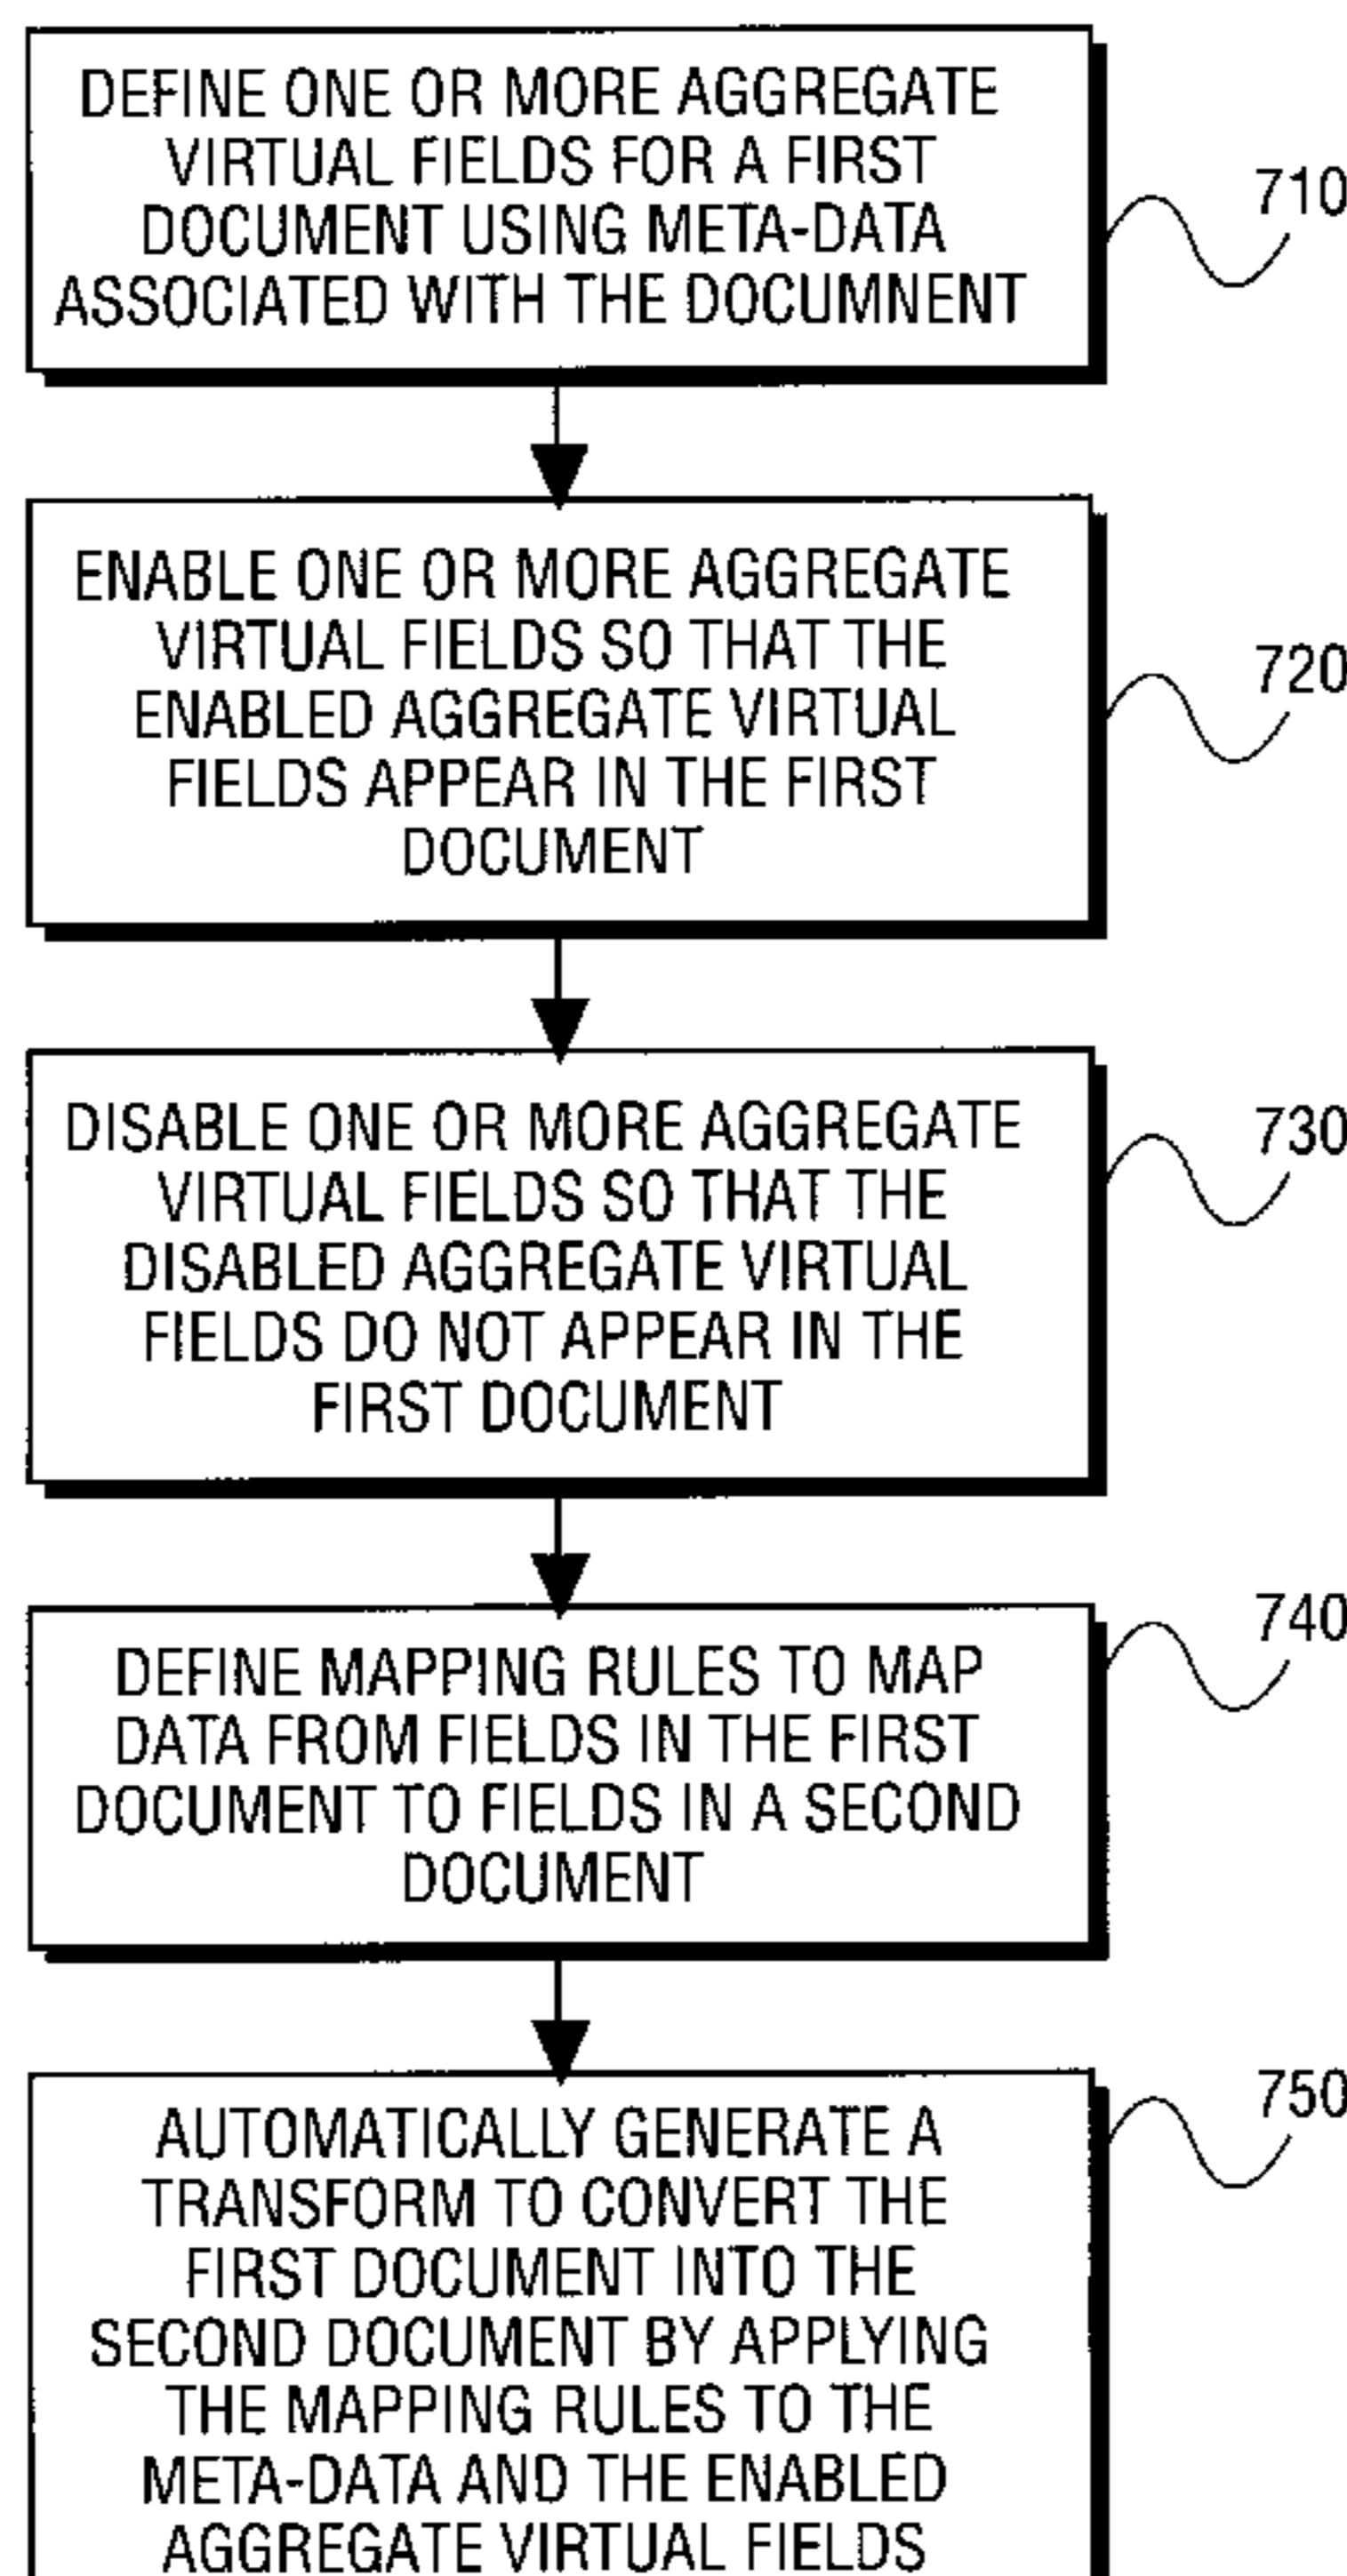 DEFINE ONE OR MORE AGGREGATE
VIRTUAL FIELDS FOR A FIRST
DOCUMENT USING META-DATA
ASSOCIATED WITH THE DOCUMNENT
710
ENABLE ONE OR MORE AGGREGATE
VIRTUAL FIELDS SO THAT THE
ENABLED AGGREGATE VIRTUAL
FIELDS APPEAR IN THE FIRST
DOCUMENT
720
DISABLE ONE OR MORE AGGREGATE
VIRTUAL FIELDS SO THAT THE
DISABLED AGGREGATE VIRTUAL
FIELDS DO NOT APPEAR IN THE
FIRST DOCUMENT
730
DEFINE MAPPING RULES TO MAP
DATA FROM FIELDS IN THE FIRST
DOCUMENT TO FIELDS IN A SECOND
DOCUMENT
740
AUTOMATICALLY GENERATE A
TRANSFORM TO CONVERT THE
FIRST DOCUMENT INTO THE
SECOND DOCUMENT BY APPLYING
THE MAPPING RULES TO THE
META-DATA AND THE ENABLED
AGGREGATE VIRTUAL FIELDS
750